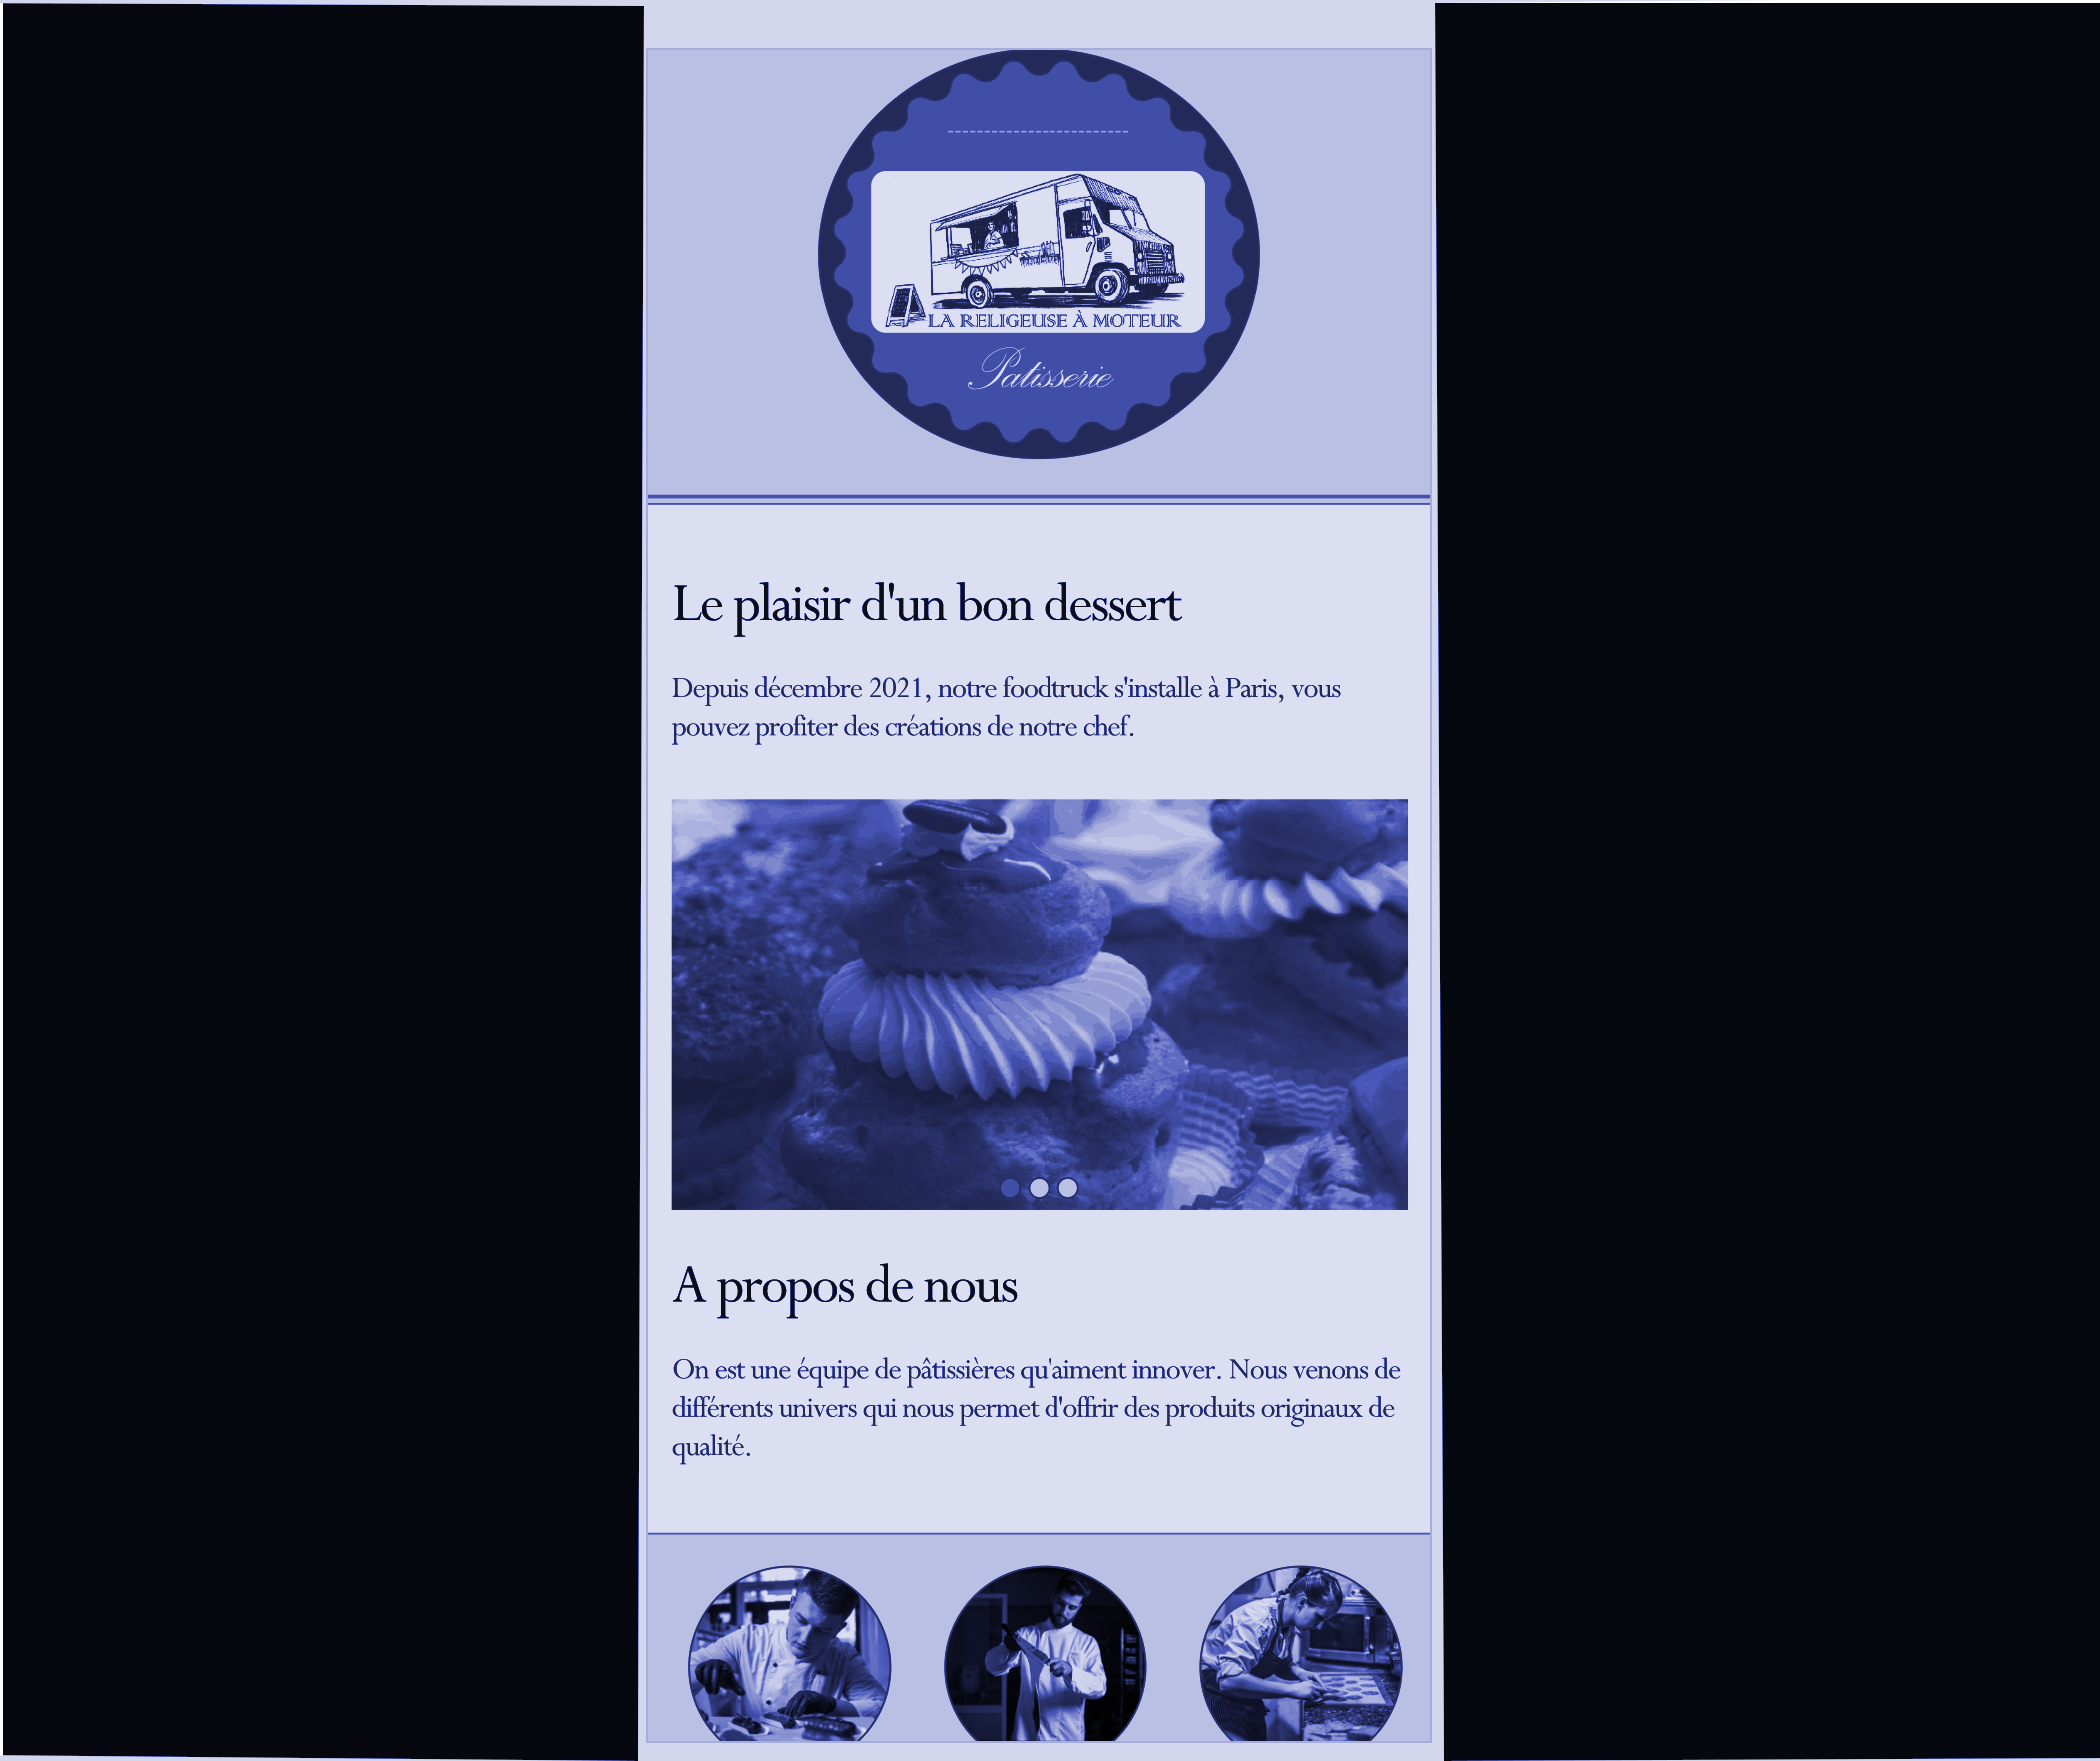 LA RELIGEUSE À MOTEUR
Patisserie
Le plaisir d'un bon dessert
Depuis décembre 2021, notre foodtruck s'installe à Paris, vous
pouvez profiter des créations de notre chef.
A propos de nous
On est une équipe de pâtissières qu'aiment innover. Nous venons de
différents univers qui nous permet d'offrir des produits originaux de
qualité.